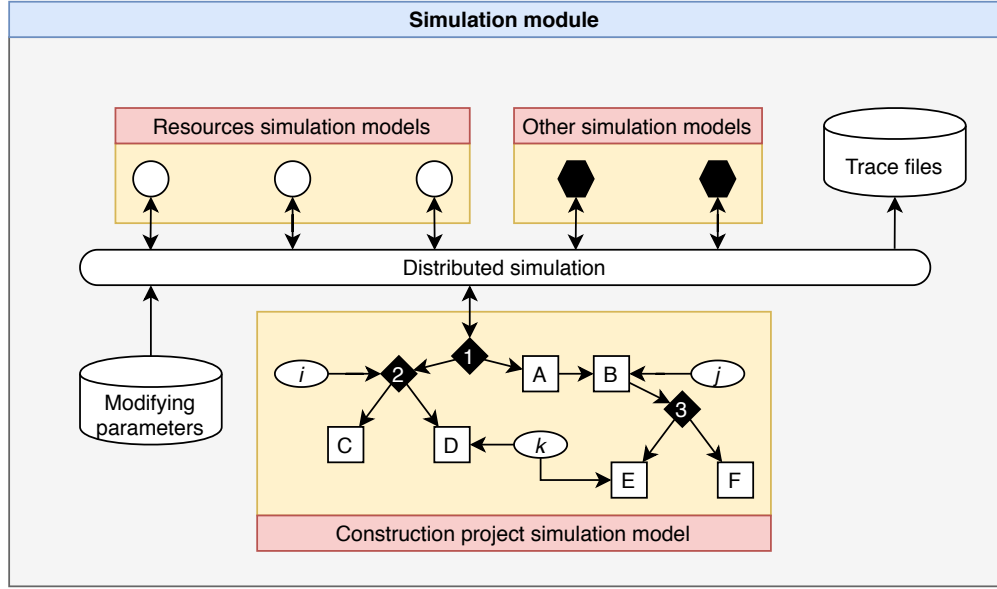 Simulation module
Resources simulation models
Other simulation models
Trace files
Distributed simulation
Modifying
parameters
1
i
2
A
B
j
3
C
D
k
E
F
Construction project simulation model